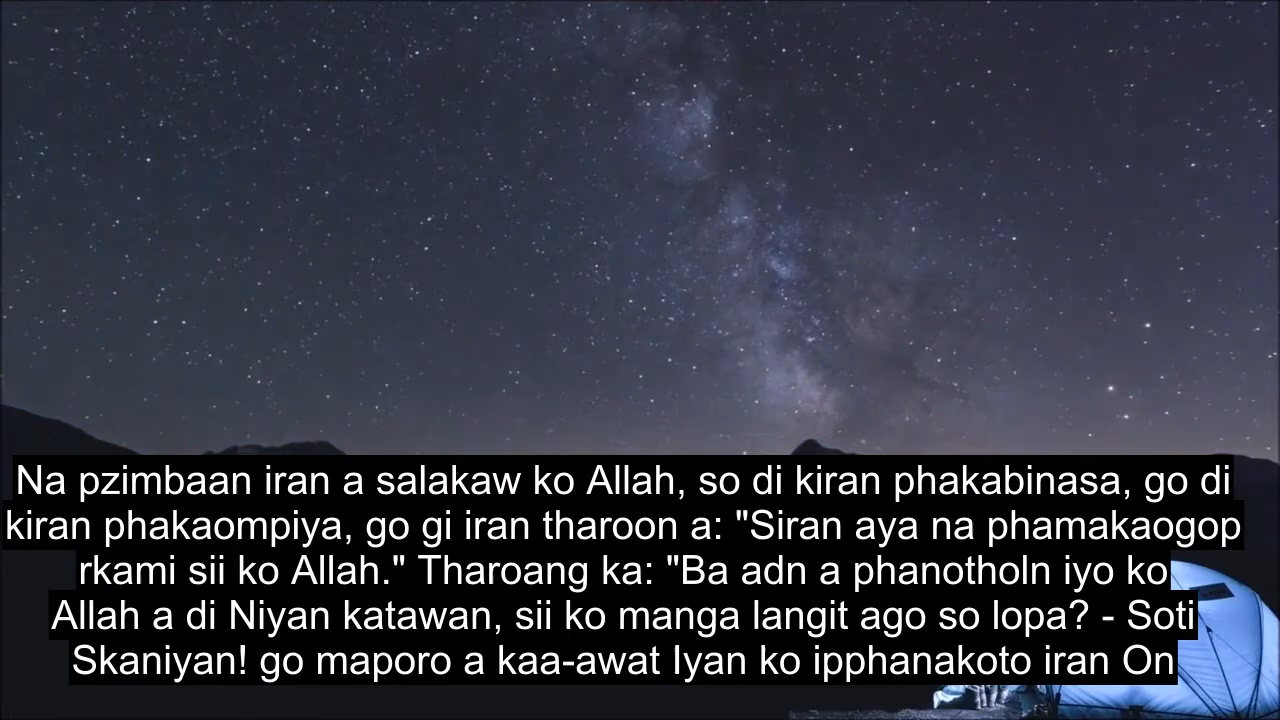 Na pzimbaan iran a salakaw ko Allah, so di kiran phakabinasa, go di
kiran phakaompiya, go gi iran tharoon a: "Siran aya na phamakaogop
rkami sii ko Allah." Tharoang ka: "Ba adn a phanotholn iyo ko
Allah a di Niyan katawan, sii ko manga langit ago so lopa? - Soti
Skaniyan! go maporo a kaa-awat Iyan ko ipphanakoto iran On